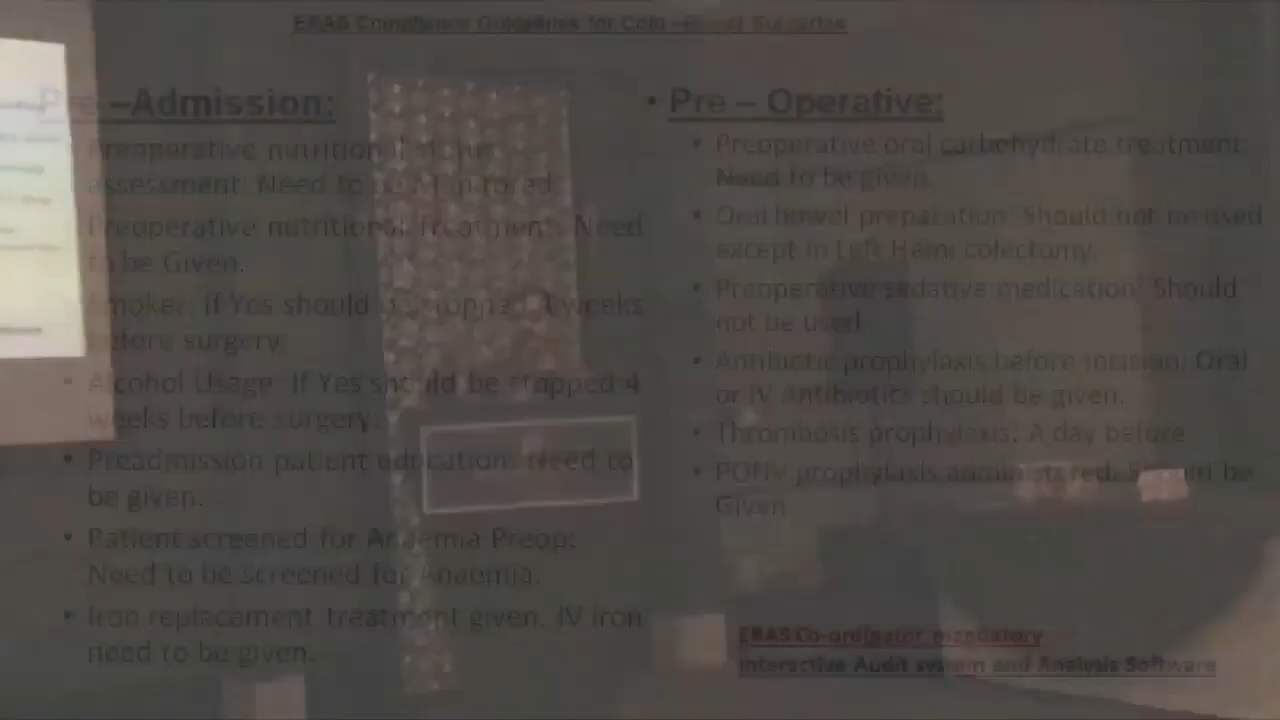 ERAS Compliance Guidelines for Colo –Rectal Surgeries
Pre –Admission:
Preoperative nutritional status
assessment: Need to be Monitored.
Preoperative nutritional Treatment: Need
to be Given.
Smoker: If Yes should be stopped 4 weeks
before surgery.
• Alcohol Usage: If Yes should be stopped 4
weeks before surgery.
• Preadmission patient education: Need to
be given.
• Patient screened for Anaemia Preop:
Need to be screened for Anaemia.
• Iron replacement treatment given: IV iron
need to be given.
• Pre – Operative:
• Preoperative oral carbohydrate treatment:
Need to be given.
• Oral bowel preparation: Should not be used
except in Left Hemi colectomy.
• Preoperative sedative medication: Should
not be used
• Antibiotic prophylaxis before incision: Oral
or IV Antibiotics should be given.
• Thrombosis prophylaxis: A day before
• PONV prophylaxis administered: Should be
Given
ERAS Co-ordinator mandatory
Interactive Audit system and Analysis Software